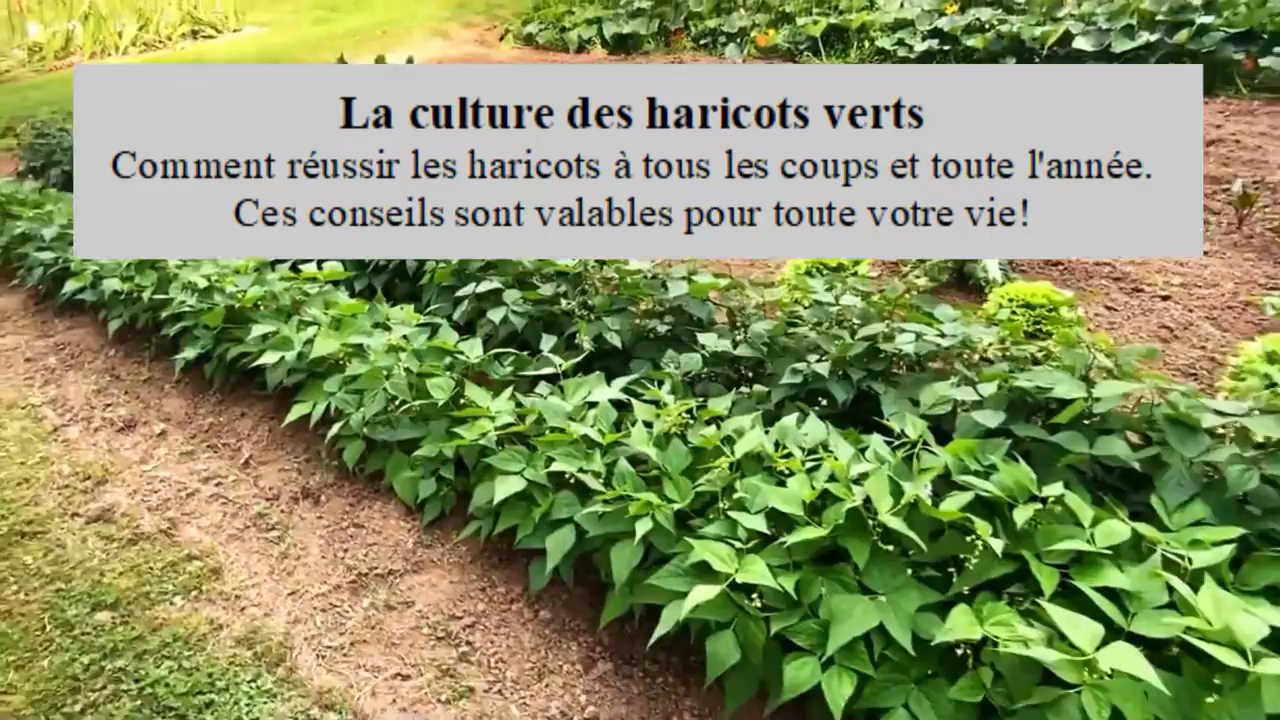 La culture des haricots verts
Comment réussir les haricots à tous les coups et toute l'année.
Ces conseils sont valables pour toute votre vie!